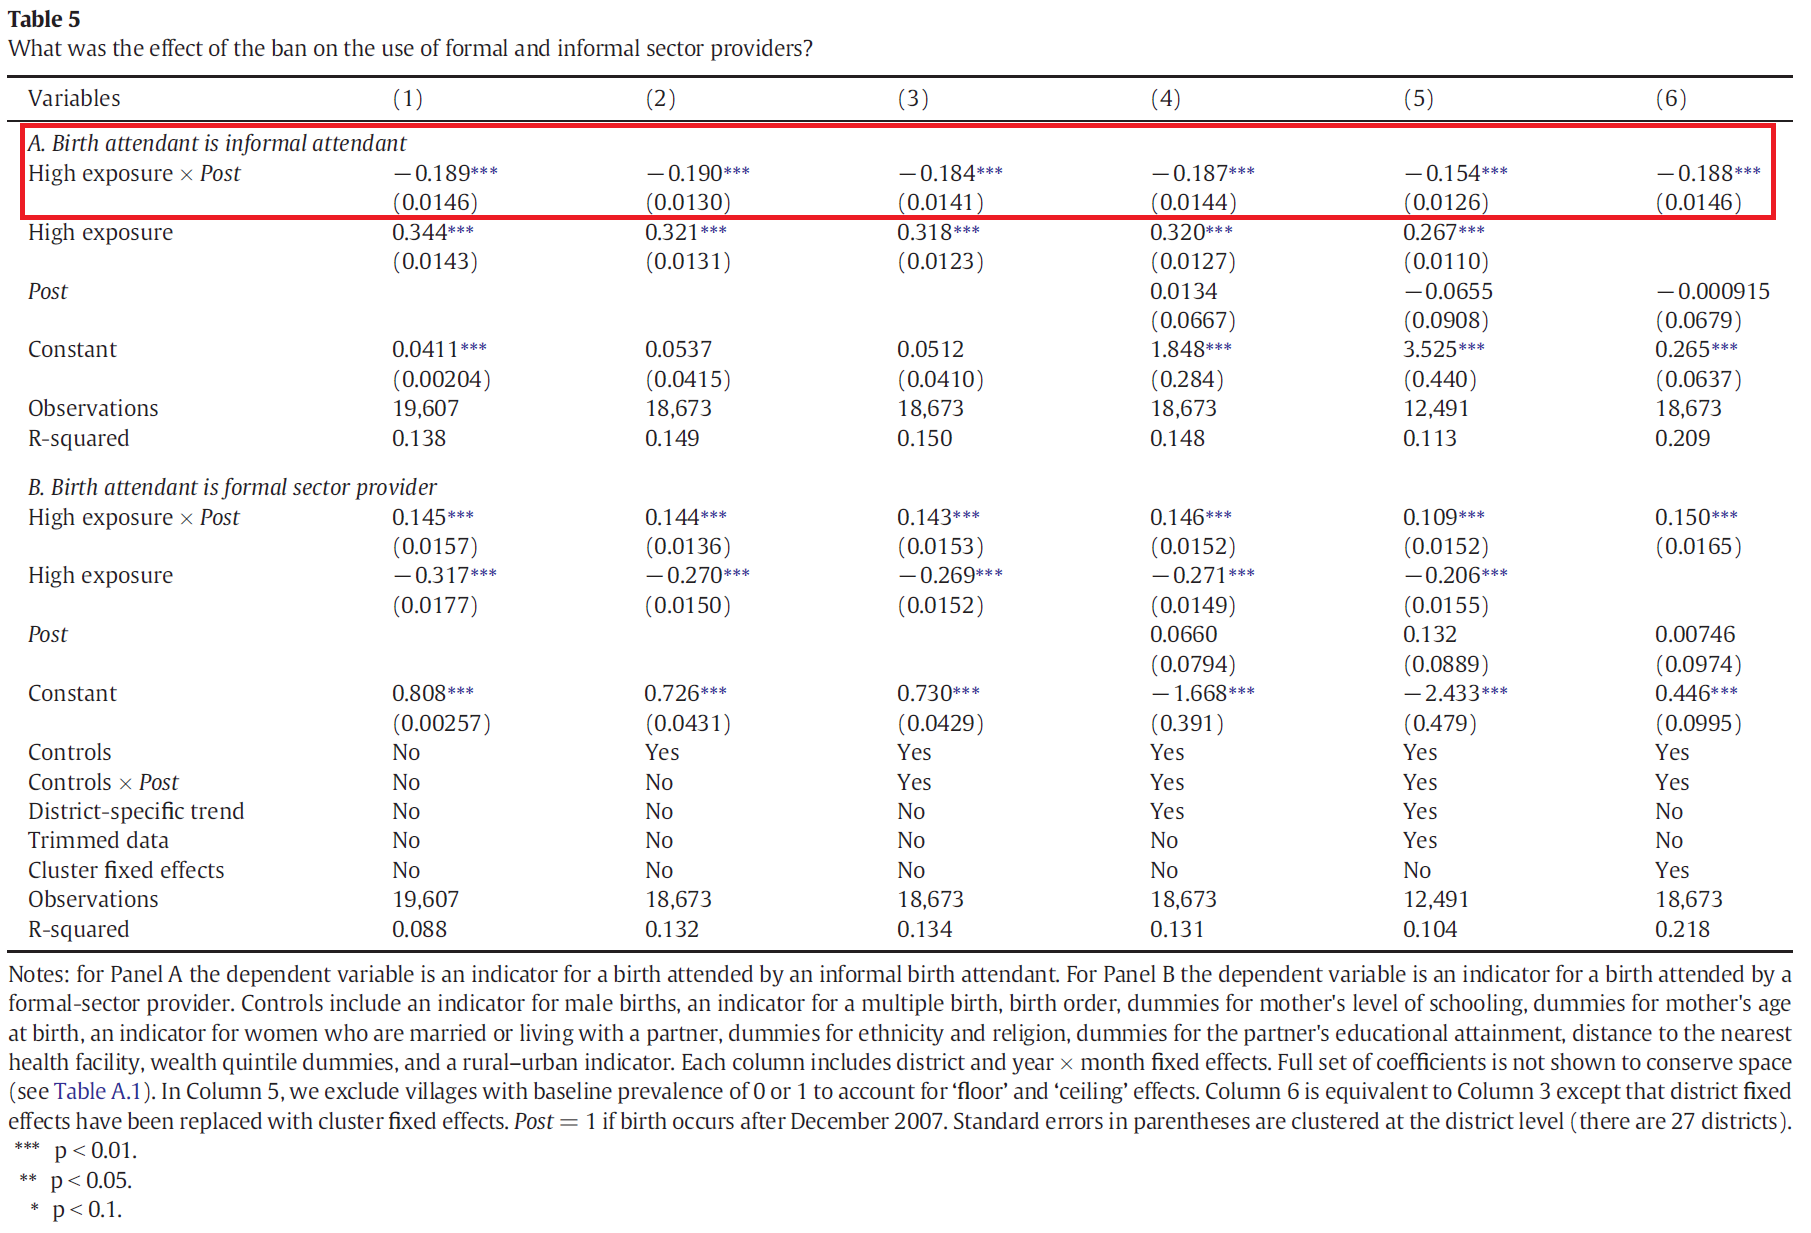 Table 5
What was the effect of the ban on the use of formal and informal sector providers?
Variables (1) (2) (3) (4) (5) (6)
A. Birth attendant is informal attendant
High exposure × Post −0.189*** −0.190*** −0.184*** −0.187*** −0.154*** −0.188***
(0.0146) (0.0130) (0.0141) (0.0144) (0.0126) (0.0146)
High exposure 0.344*** 0.321*** 0.318*** 0.320*** 0.267***
(0.0143) (0.0131) (0.0123) (0.0127) (0.0110)
Post 0.0134 −0.0655 −0.000915
(0.0667) (0.0908) (0.0679)
Constant 0.0411*** 0.0537 0.0512 1.848*** 3.525*** 0.265***
(0.00204) (0.0415) (0.0410) (0.284) (0.440) (0.0637)
Observations 19,607 18,673 18,673 18,673 12,491 18,673
R-squared 0.138 0.149 0.150 0.148 0.113 0.209
B. Birth attendant is formal sector provider
High exposure × Post 0.145*** 0.144*** 0.143*** 0.146*** 0.109*** 0.150***
(0.0157) (0.0136) (0.0153) (0.0152) (0.0152) (0.0165)
High exposure −0.317*** −0.270*** −0.269*** −0.271*** −0.206***
(0.0177) (0.0150) (0.0152) (0.0149) (0.0155)
Post 0.0660 0.132 0.00746
(0.0794) (0.0889) (0.0974)
Constant 0.808*** 0.726*** 0.730*** −1.668*** −2.433*** 0.446***
(0.00257) (0.0431) (0.0429) (0.391) (0.479) (0.0995)
Controls No Yes Yes Yes Yes Yes
Controls × Post No No Yes Yes Yes Yes
District-specific trend No No No Yes Yes No
Trimmed data No No No No Yes No
Cluster fixed effects No No No No No Yes
Observations 19,607 18,673 18,673 18,673 12,491 18,673
R-squared 0.088 0.132 0.134 0.131 0.104 0.218
Notes: for Panel A the dependent variable is an indicator for a birth attended by an informal birth attendant. For Panel B the dependent variable is an indicator for a birth attended by a
formal-sector provider. Controls include an indicator for male births, an indicator for a multiple birth, birth order, dummies for mother's level of schooling, dummies for mother's age
at birth, an indicator for women who are married or living with a partner, dummies for ethnicity and religion, dummies for the partner's educational attainment, distance to the nearest
health facility, wealth quintile dummies, and a rural–urban indicator. Each column includes district and year × month fixed effects. Full set of coefficients is not shown to conserve space
(see Table A.1). In Column 5, we exclude villages with baseline prevalence of 0 or 1 to account for ‘floor’ and ‘ceiling’ effects. Column 6 is equivalent to Column 3 except that district fixed
effects have been replaced with cluster fixed effects. Post = 1 if birth occurs after December 2007. Standard errors in parentheses are clustered at the district level (there are 27 districts).
*** p < 0.01.
** p < 0.05.
* p < 0.1.